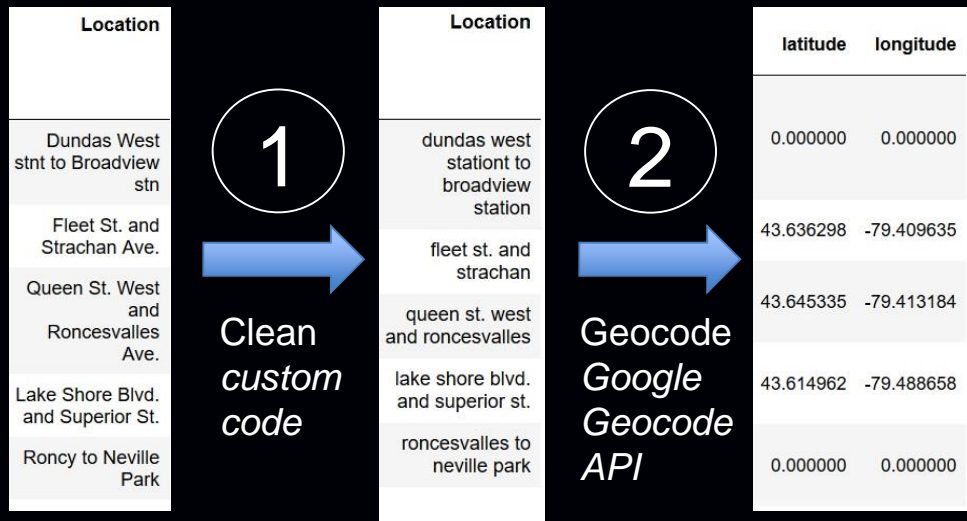 Location
Dundas West
stnt to Broadview
stn
Fleet St. and
Strachan Ave.
Queen St. West
and
Roncesvalles
Ave.
Lake Shore Blvd.
and Superior St.
Roncy to Neville
Park
1
Clean
custom
code
Location
dundas west
stationt to
broadview
station
fleet st. and
strachan
queen st. west
and roncesvalles
lake shore blvd.
and superior st.
roncesvalles to
neville park
2
Geocode
Google
Geocode
API
latitude longitude
0.000000 0.000000
43.636298 -79.409635
43.645335 -79.413184
43.614962 -79.488658
0.000000 0.000000